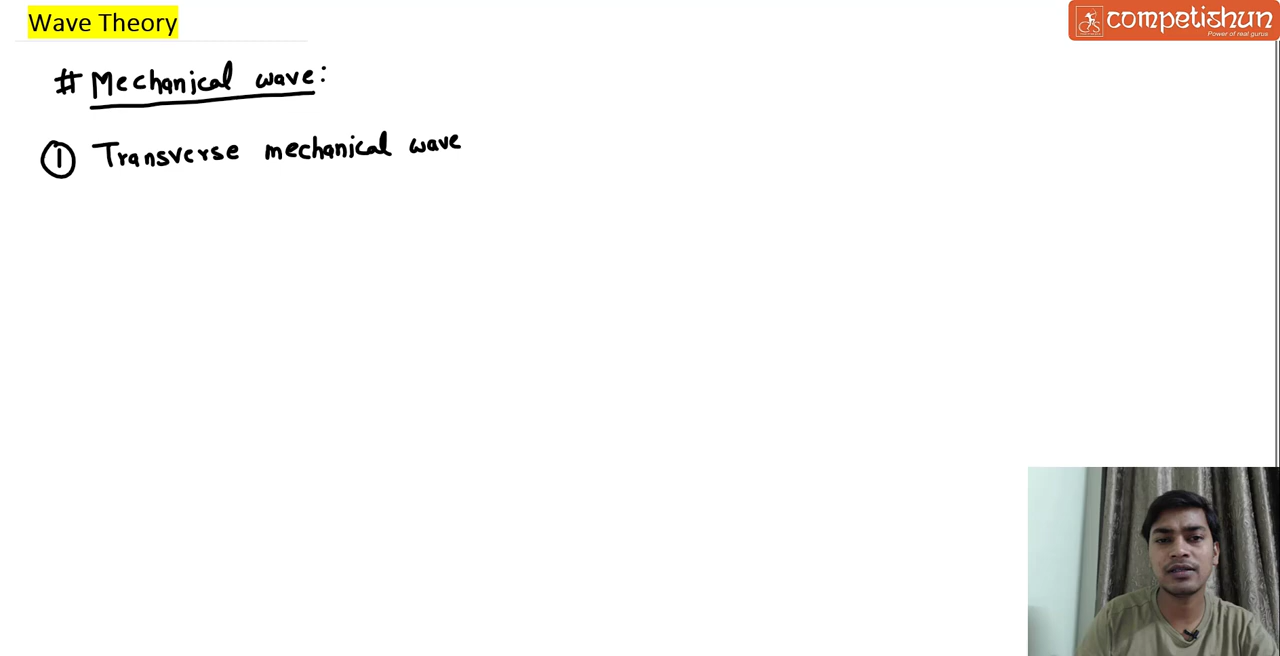 Wave Theory
competishun
Power of real gurus
# Mechanical wave:
① Transverse mechanical wave